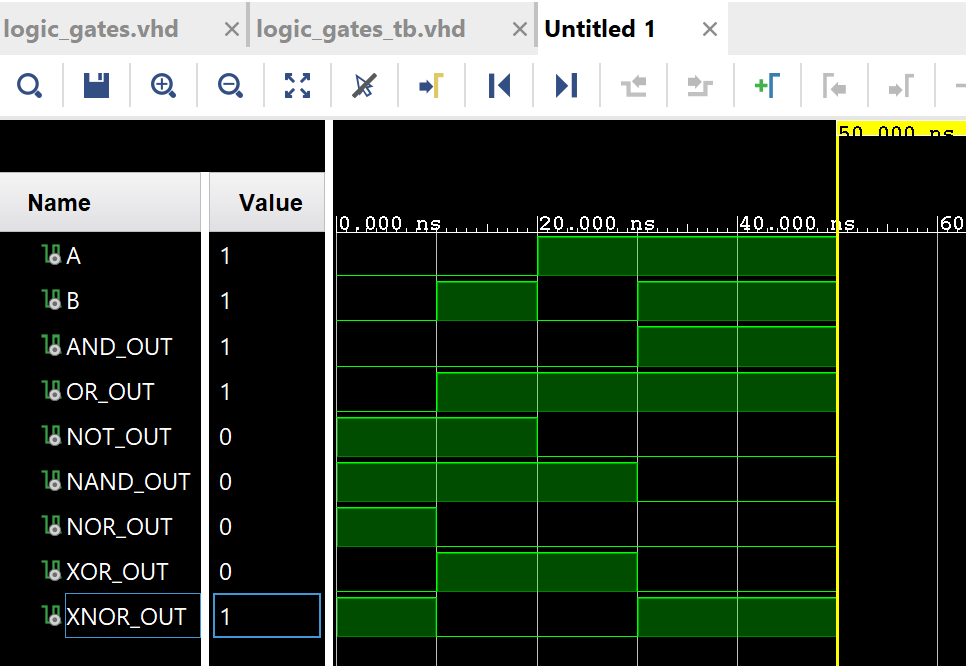 logic_gates.vhd × logic_gates_tb.vhd × Untitled 1 ×
50.000 ns
Name Value
0.000 ns 20.000 ns 40.000 ns 60
A 1
B 1
AND_OUT 1
OR_OUT 1
NOT_OUT 0
NAND_OUT 0
NOR_OUT 0
XOR_OUT 0
XNOR_OUT 1